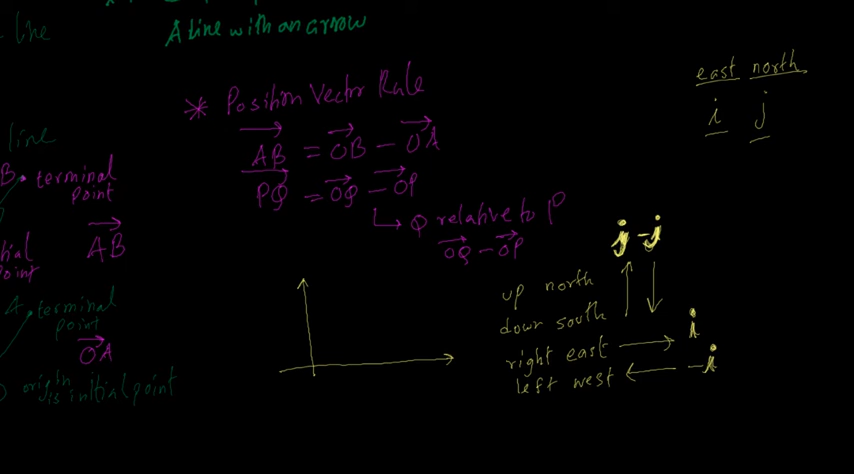 line
A line with an arrow
east north
i j
* Position Vector Rule
line
AB = OB - OA
B terminal
point
PQ = OQ - OP
↳ Q relative to P
OQ - OP
AB
point
j -j
up north
down south
i
right east
-i
left west
A terminal
point
OA
origin
is initial point